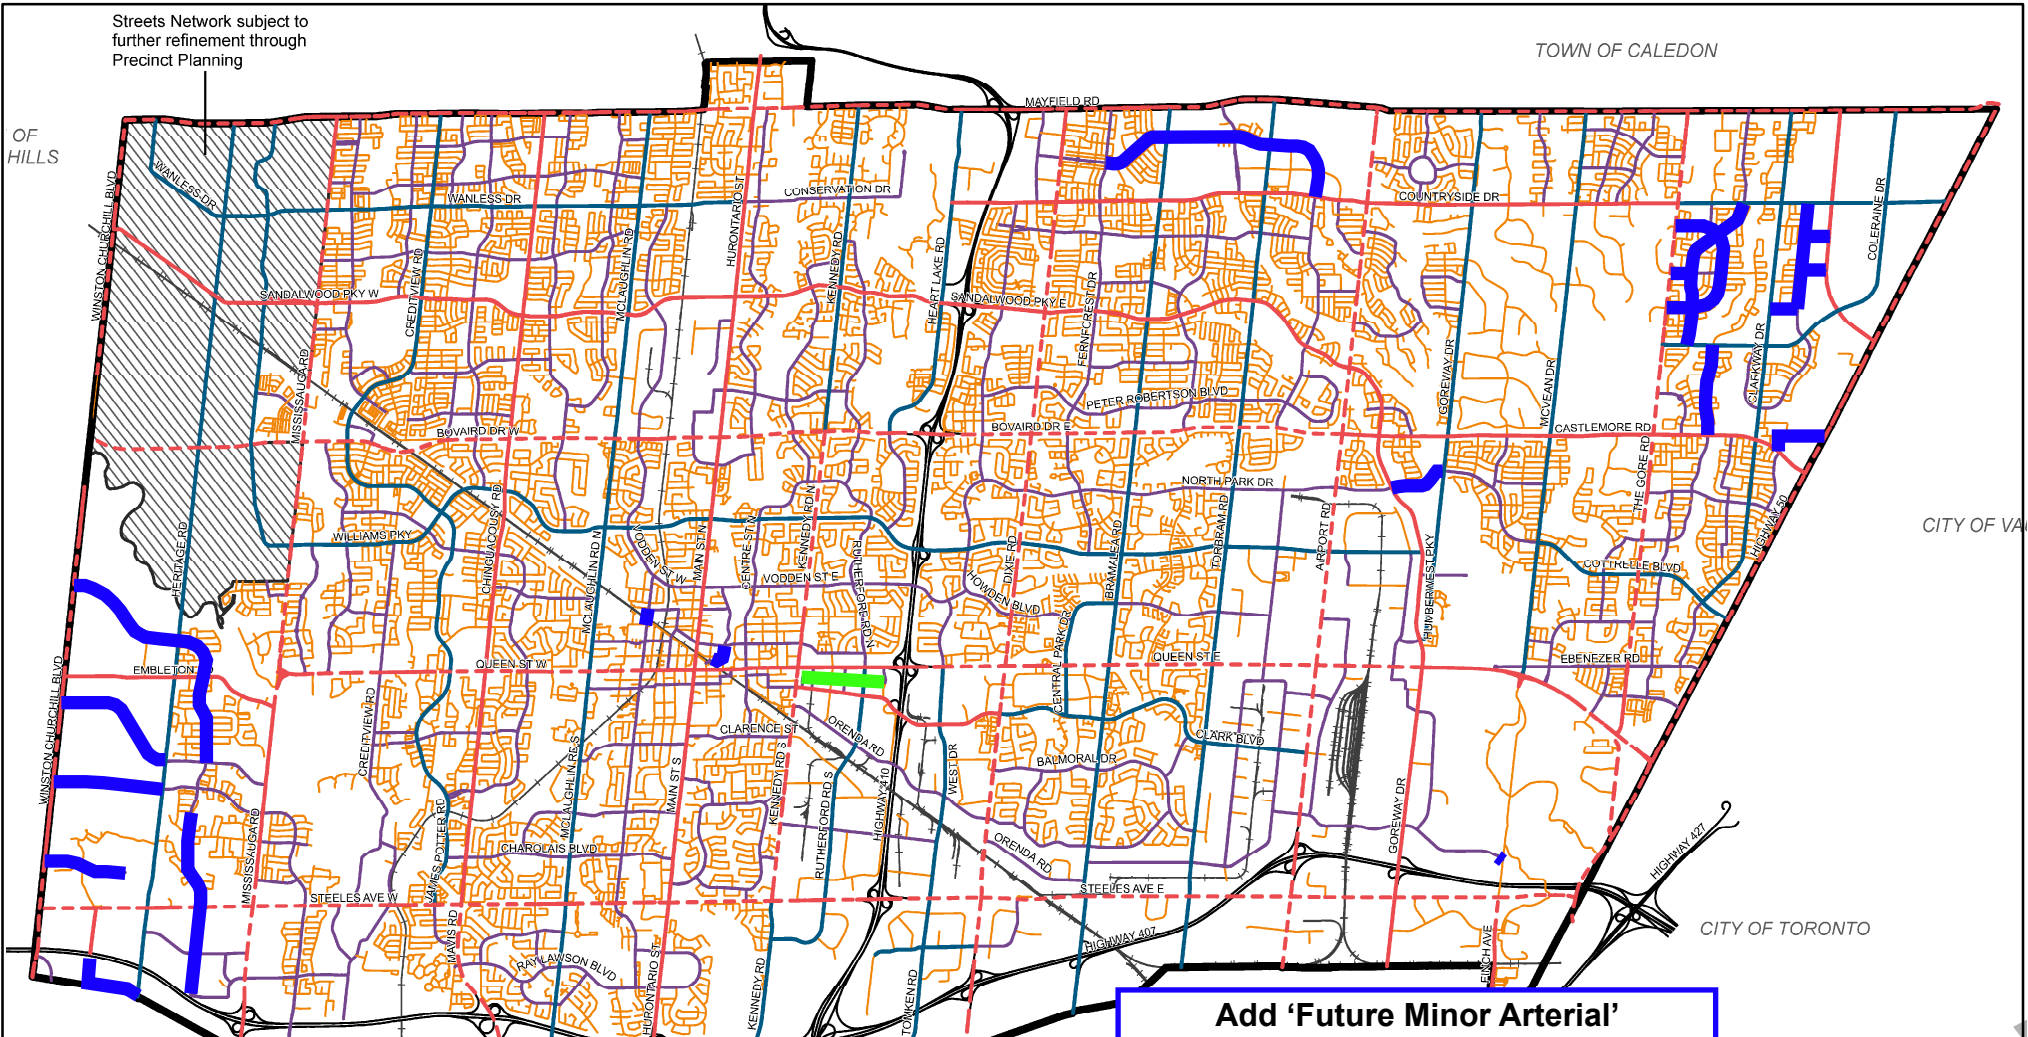 Streets Network subject to
further refinement through
Precinct Planning
TOWN OF CALEDON
OF
HILLS
MAYFIELD RD
WINSTON CHURCHILL BLVD
WANLESS DR
WANLESS DR
CONSERVATION DR
COUNTRYSIDE DR
HURONTARIO ST
MCLAUGHLIN RD
CREDITVIEW RD
KENNEDY RD
HEART LAKE RD
COLERAINE DR
SANDALWOOD PKY W
SANDALWOOD PKY E
FERNFOREST DR
GOREWAY DR
MCVEAN DR
CLARKWAY DR
MISSISSAUGA RD
PETER ROBERTSON BLVD
BOVAIRD DR W
BOVAIRD DR E
CASTLEMORE RD
THE GORE RD
NORTH PARK DR
HIGHWAY 50
CITY OF VA
HERITAGE RD
WILLIAMS PKY
CHINGUACOUSY RD
MCLAUGHLIN RD N
VODDEN ST W
MAIN ST N
CENTRE ST N
KENNEDY RD N
RUTHERFORD RD N
VODDEN ST E
HOWDEN BLVD
DIXIE RD
BRAMALEA RD
TORBRAM RD
AIRPORT RD
HUMBERWEST PKY
COTTRELLE BLVD
CENTRAL PARK DR
EMBLETON
QUEEN ST W
QUEEN ST E
EBENEZER RD
WINSTON CHURCHILL BLVD
CREDITVIEW RD
CLARENCE ST
ORENDA RD
CLARK BLVD
BALMORAL DR
WEST DR
MCLAUGHLIN RD S
MAIN ST S
KENNEDY RD S
RUTHERFORD RD S
HIGHWAY 410
GOREWAY DR
MISSISSAUGA RD
JAMES POTTER RD
CHAROLAIS BLVD
ORENDA RD
HIGHWAY 427
STEELES AVE W
STEELES AVE E
MAVIS RD
RAY LAWSON BLVD
HURONTARIO ST
KENNEDY RD
TOMKEN RD
HIGHWAY 407
FINCH AVE
CITY OF TORONTO
Add ‘Future Minor Arterial’